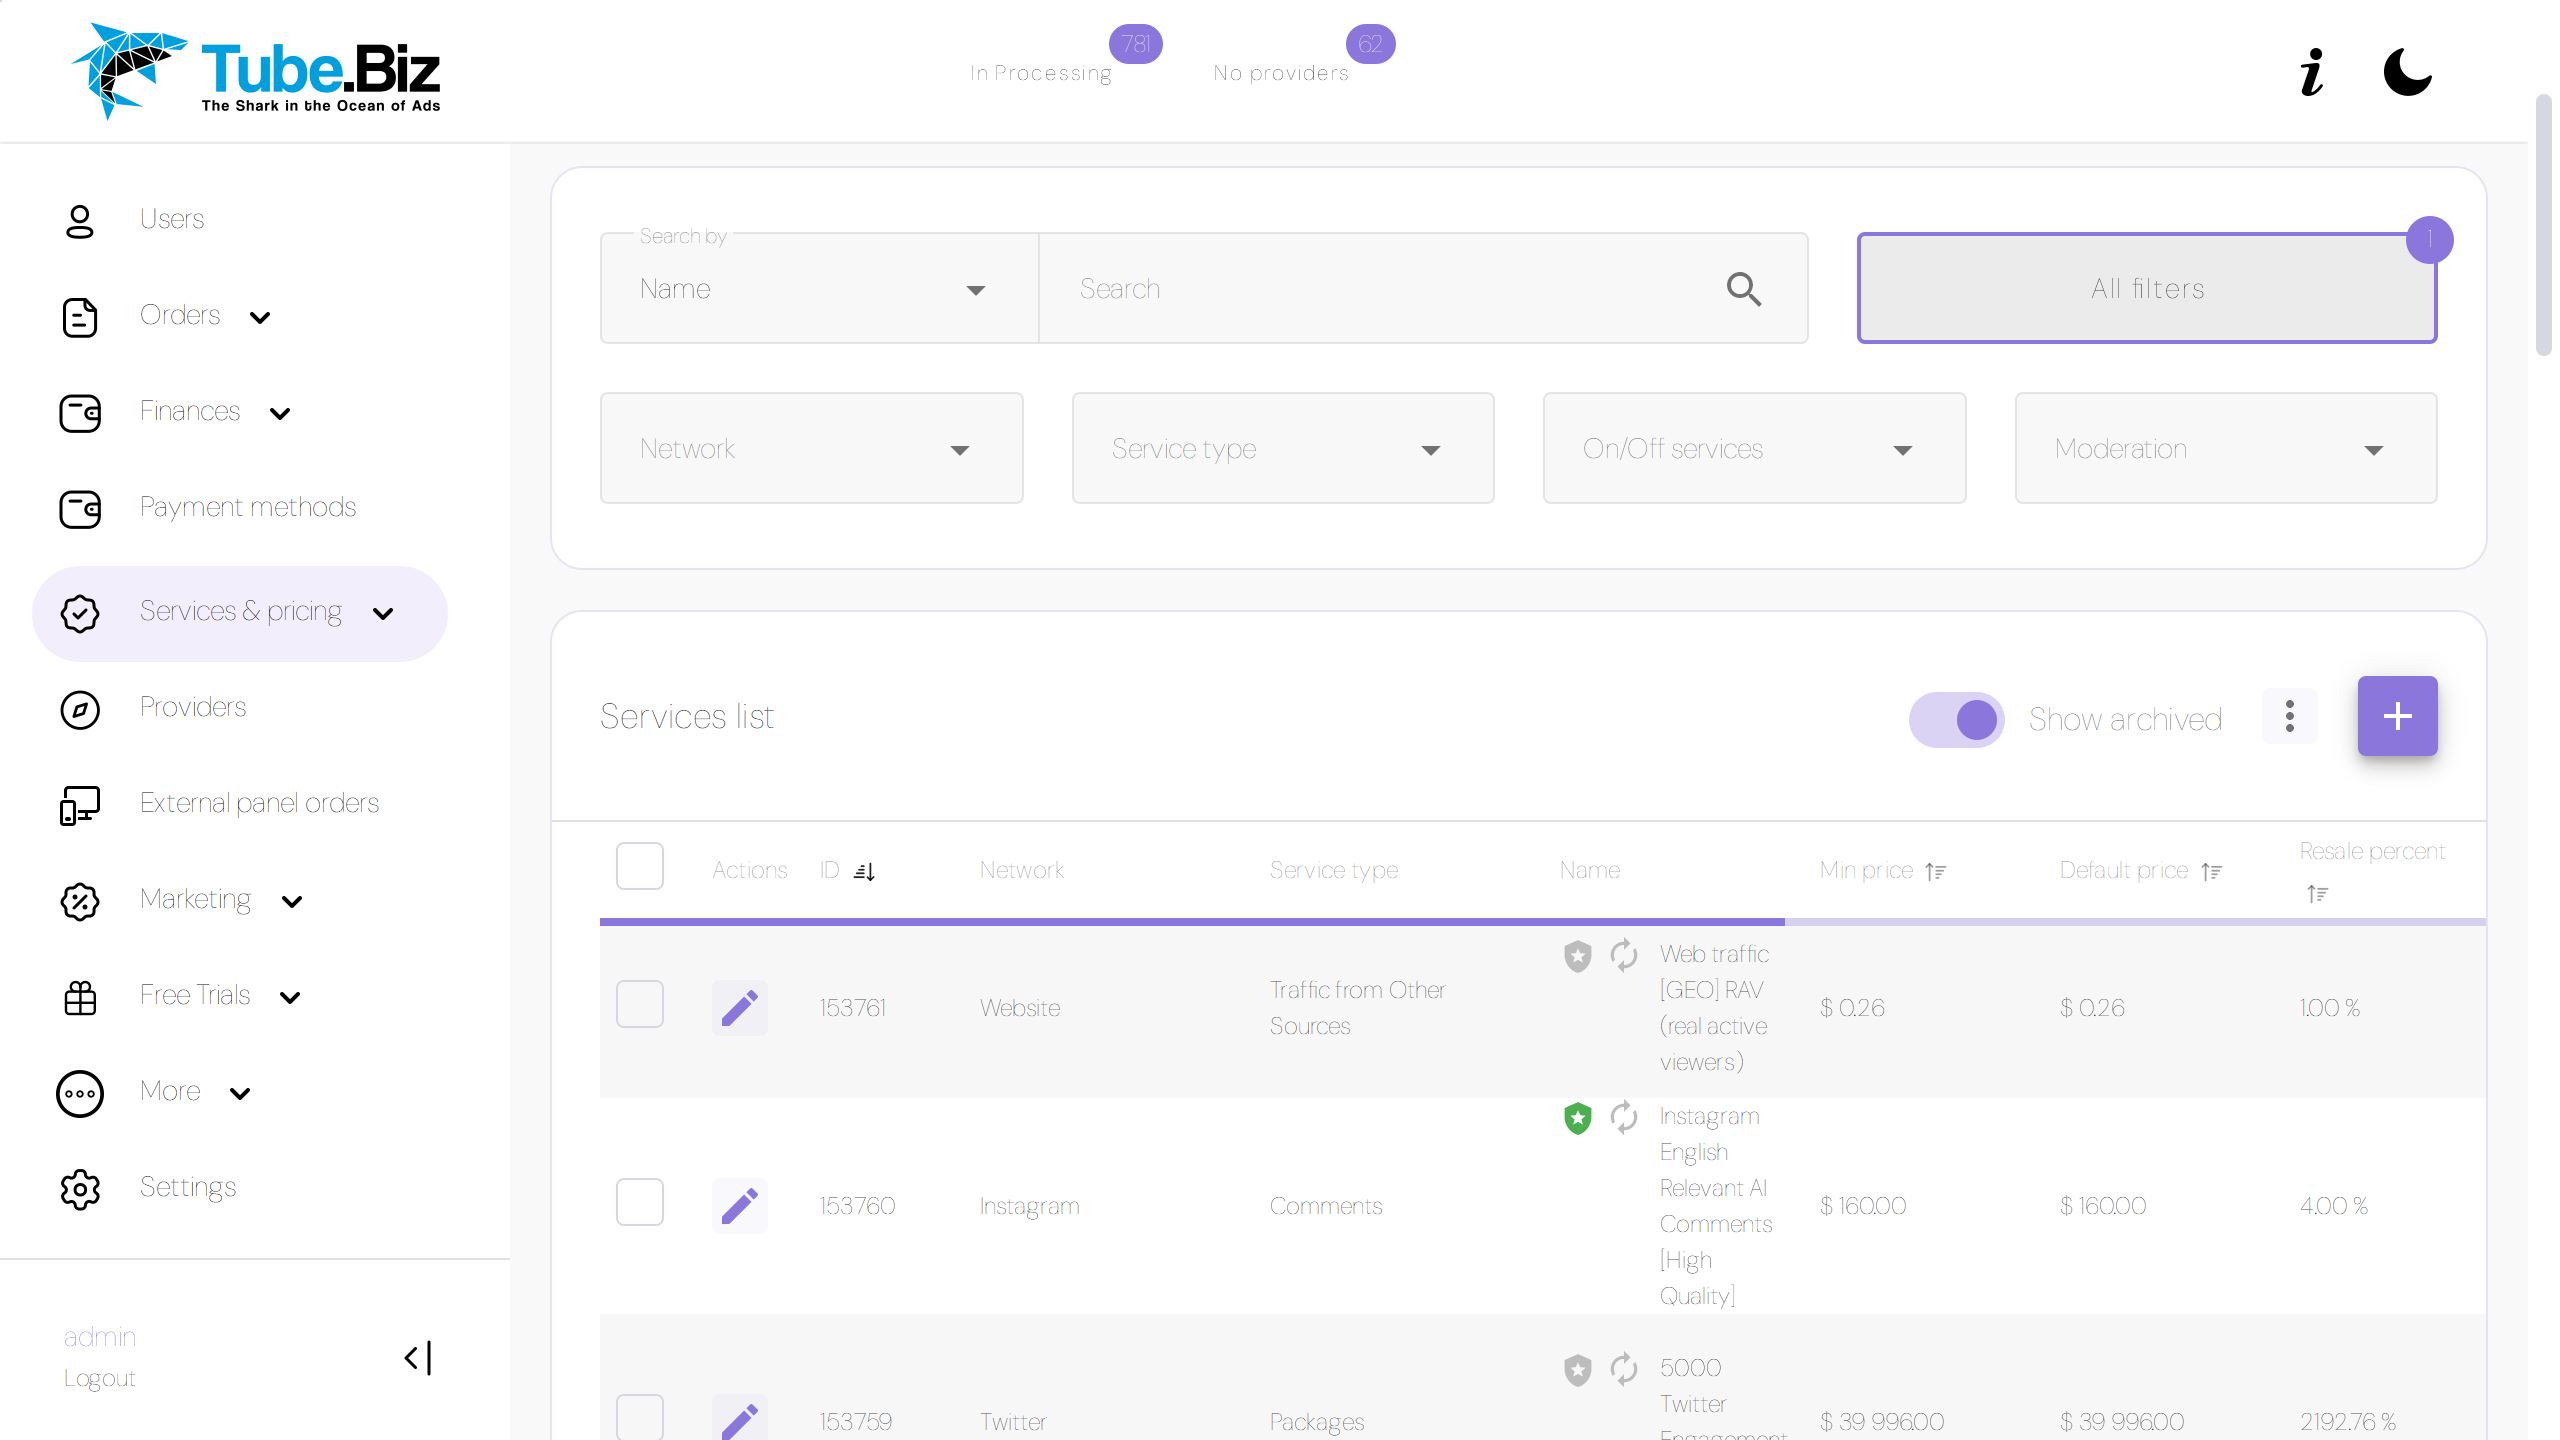 Tube.Biz
The Shark in the Ocean of Ads
In Processing 781
No providers 62
Users
Orders
Finances
Payment methods
Services & pricing
Providers
External panel orders
Marketing
Free Trials
More
Settings
admin
Logout
Search by
Name
Search
All filters
1
Network
Service type
On/Off services
Moderation
Services list
Show archived
Actions ID Network Service type Name Min price Default price Resale percent
153761 Website Traffic from Other Sources Web traffic [GEO] RAV (real active viewers) $ 0.26 $ 0.26 1.00 %
153760 Instagram Comments Instagram English Relevant AI Comments [High Quality] $ 160.00 $ 160.00 4.00 %
153759 Twitter Packages 5000 Twitter Engagement $ 39 996.00 $ 39 996.00 2192.76 %